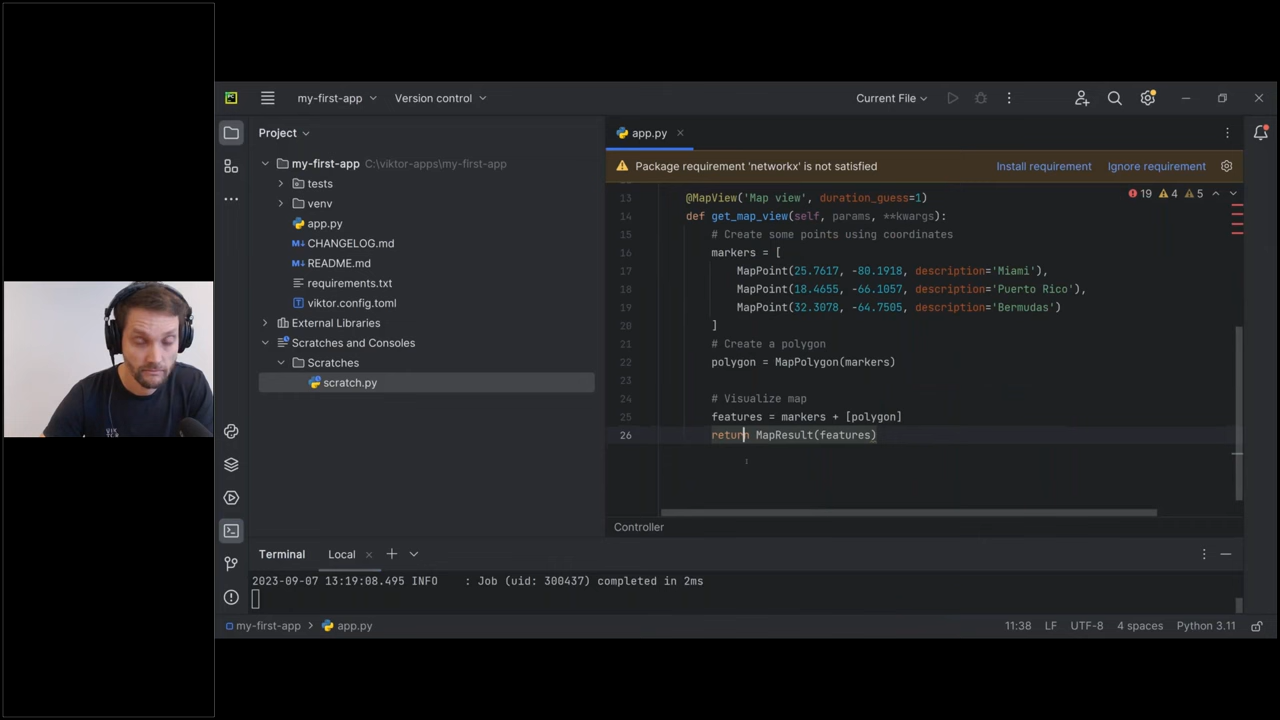 my-first-app
Version control
Current File
Project
app.py
my-first-app C:\viktor-apps\my-first-app
tests
venv
app.py
CHANGELOG.md
README.md
requirements.txt
viktor.config.toml
External Libraries
Scratches and Consoles
Scratches
scratch.py
Package requirement 'networkx' is not satisfied
Install requirement
Ignore requirement
19 4 5
13 @MapView('Map view', duration_guess=1)
14 def get_map_view(self, params, **kwargs):
15 # Create some points using coordinates
16 markers = [
17 MapPoint(25.7617, -80.1918, description='Miami'),
18 MapPoint(18.4655, -66.1057, description='Puerto Rico'),
19 MapPoint(32.3078, -64.7505, description='Bermudas')
20 ]
21 # Create a polygon
22 polygon = MapPolygon(markers)
23
24 # Visualize map
25 features = markers + [polygon]
26 return MapResult(features)
Controller
Terminal
Local
2023-09-07 13:19:08.495 INFO : Job (uid: 300437) completed in 2ms
my-first-app > app.py
11:38
LF
UTF-8
4 spaces
Python 3.11